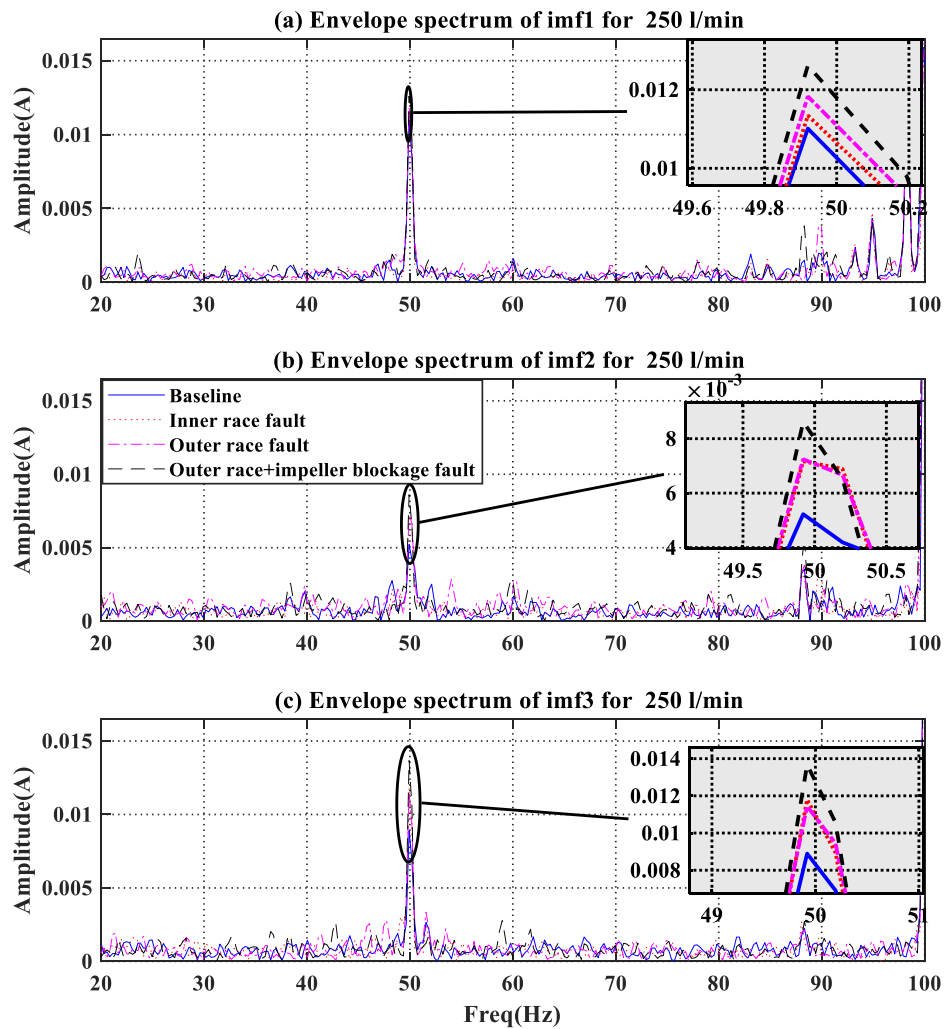 (a) Envelope spectrum of imf1 for 250 l/min
Amplitude(A)
0.015
0.01
0.005
0
20 30 40 50 60 70 80 90 100
0.012
0.01
49.6 49.8 50 50.2
(b) Envelope spectrum of imf2 for 250 l/min
Amplitude(A)
0.015
0.01
0.005
0
20 30 40 50 60 70 80 90 100
Baseline
Inner race fault
Outer race fault
Outer race+impeller blockage fault
×10-3
8
6
4
49.5 50 50.5
(c) Envelope spectrum of imf3 for 250 l/min
Amplitude(A)
0.015
0.01
0.005
0
20 30 40 50 60 70 80 90 100
0.014
0.012
0.01
0.008
49 50 51
Freq(Hz)